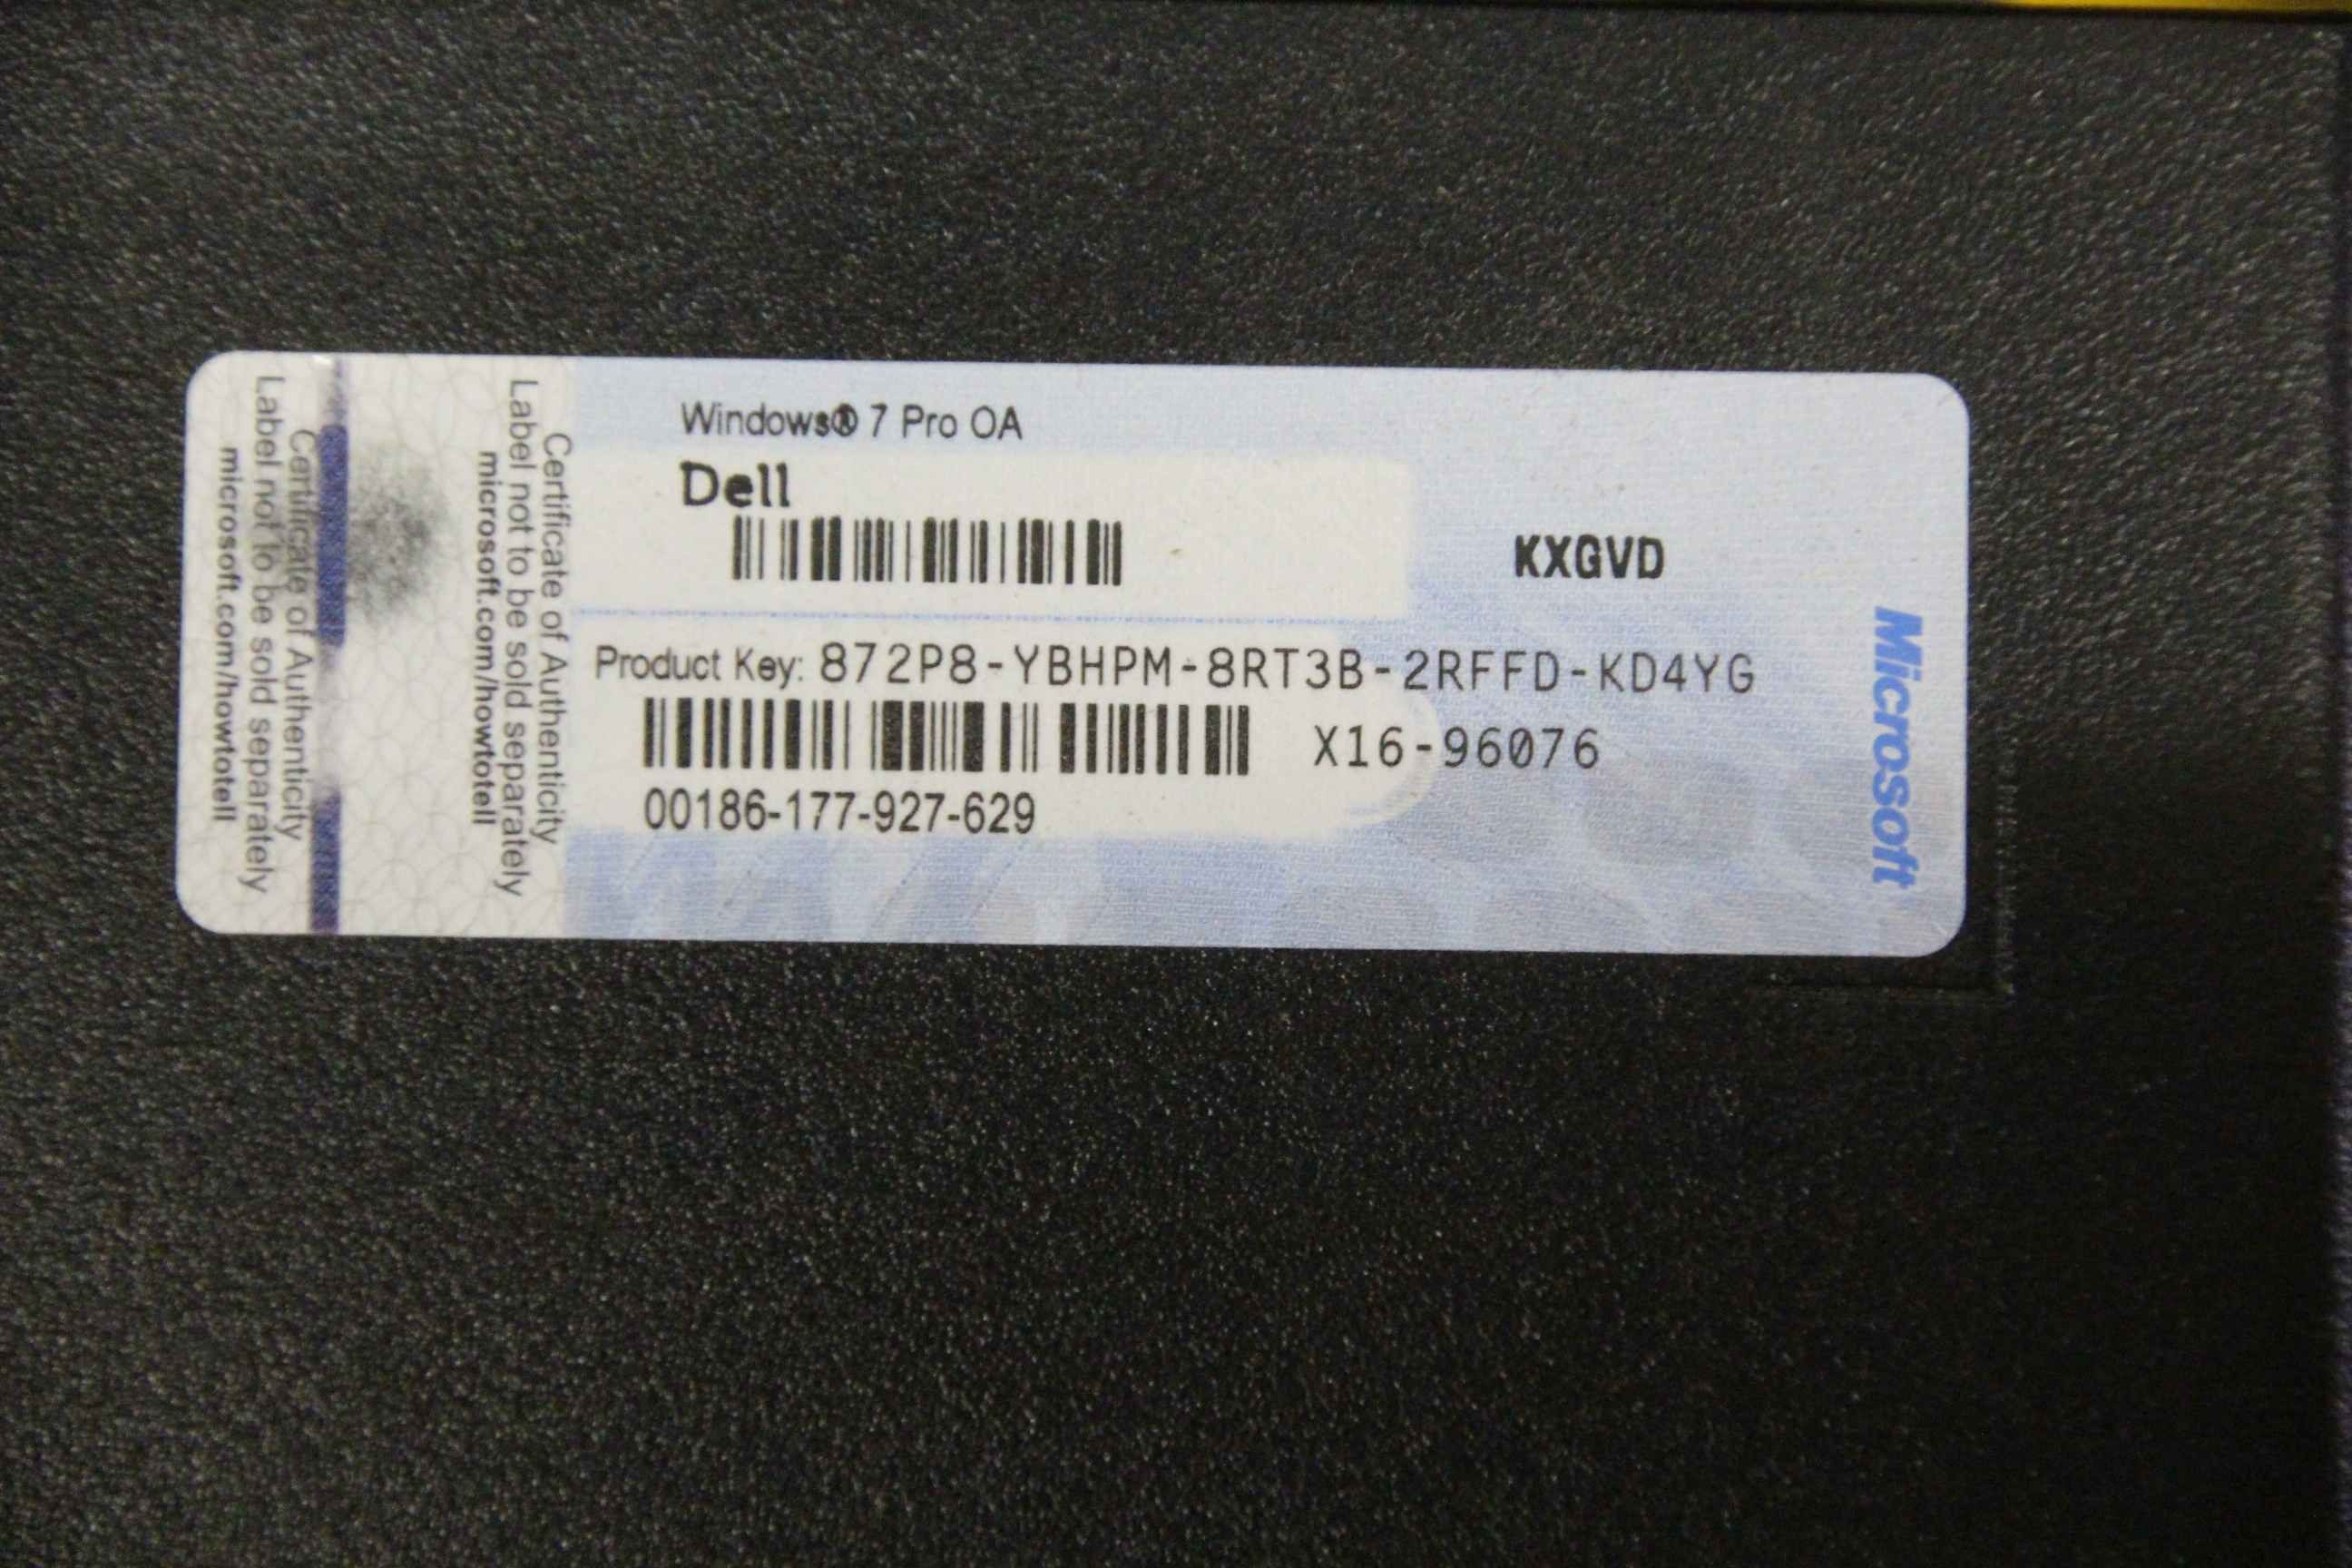 Certificate of Authenticity
Label not to be sold separately
microsoft.com/howtotell
Certificate of Authenticity
Label not to be sold separately
microsoft.com/howtotell
Windows® 7 Pro OA
Dell
KXGVD
Product Key: 872P8-YBHPM-8RT3B-2RFFD-KD4YG
X16-96076
00186-177-927-629
Microsoft